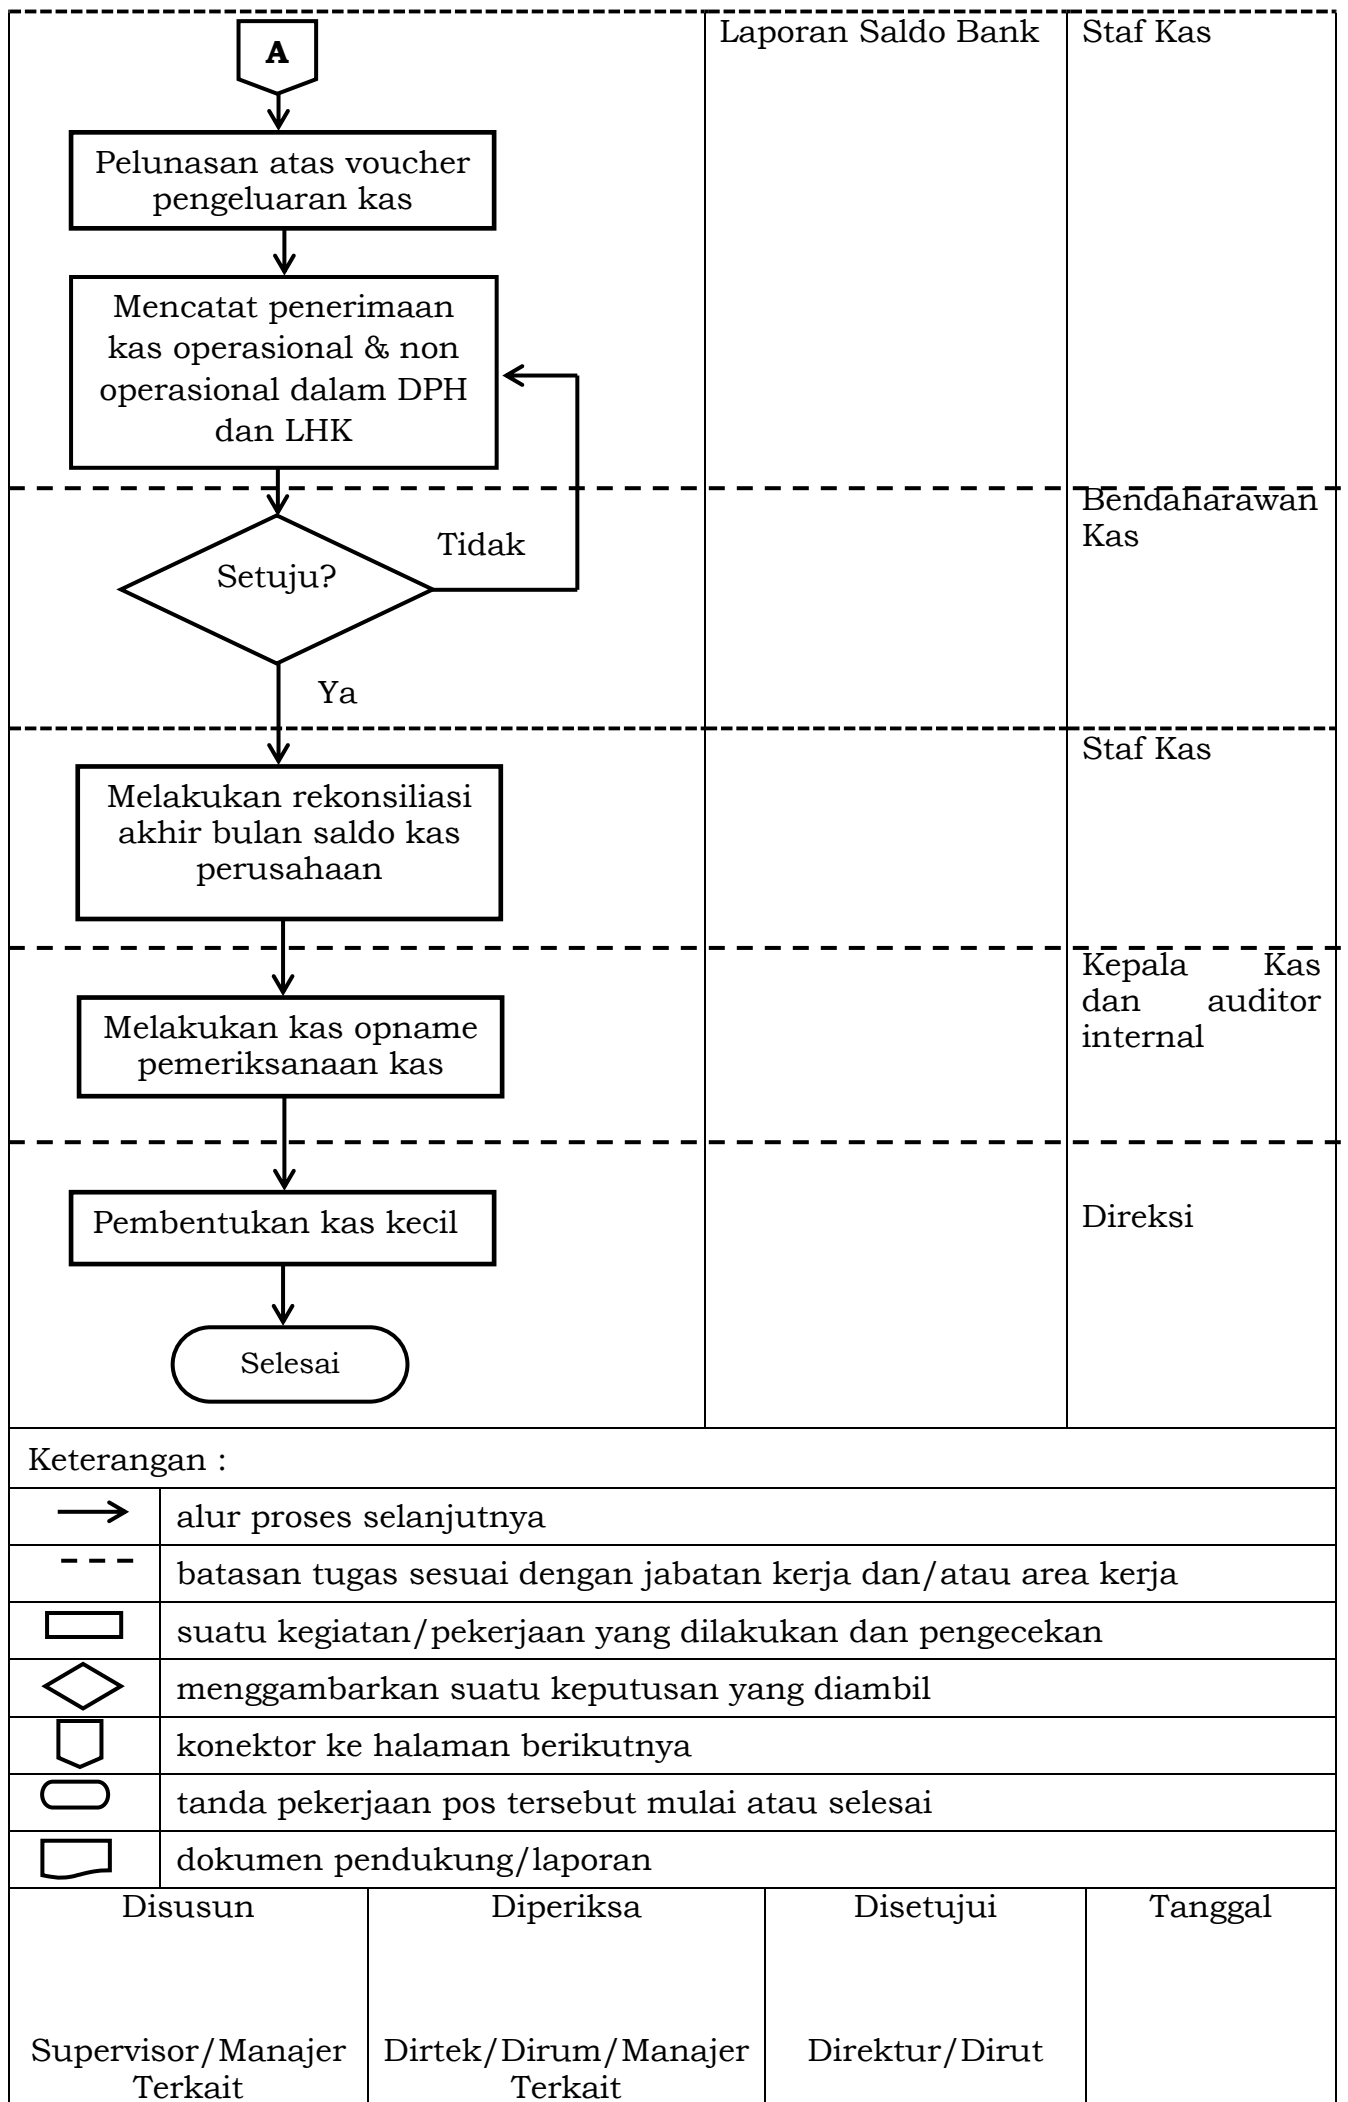 A
Laporan Saldo Bank
Staf Kas
Pelunasan atas voucher
pengeluaran kas
Mencatat penerimaan
kas operasional & non
operasional dalam DPH
dan LHK
Bendaharawan
Kas
Tidak
Setuju?
Ya
Staf Kas
Melakukan rekonsiliasi
akhir bulan saldo kas
perusahaan
Kepala Kas
dan auditor
internal
Melakukan kas opname
pemeriksanaan kas
Pembentukan kas kecil
Direksi
Selesai
Keterangan :
alur proses selanjutnya
batasan tugas sesuai dengan jabatan kerja dan/atau area kerja
suatu kegiatan/pekerjaan yang dilakukan dan pengecekan
menggambarkan suatu keputusan yang diambil
konektor ke halaman berikutnya
tanda pekerjaan pos tersebut mulai atau selesai
dokumen pendukung/laporan
Disusun
Diperiksa
Disetujui
Tanggal
Supervisor/Manajer
Terkait
Dirtek/Dirum/Manajer
Terkait
Direktur/Dirut